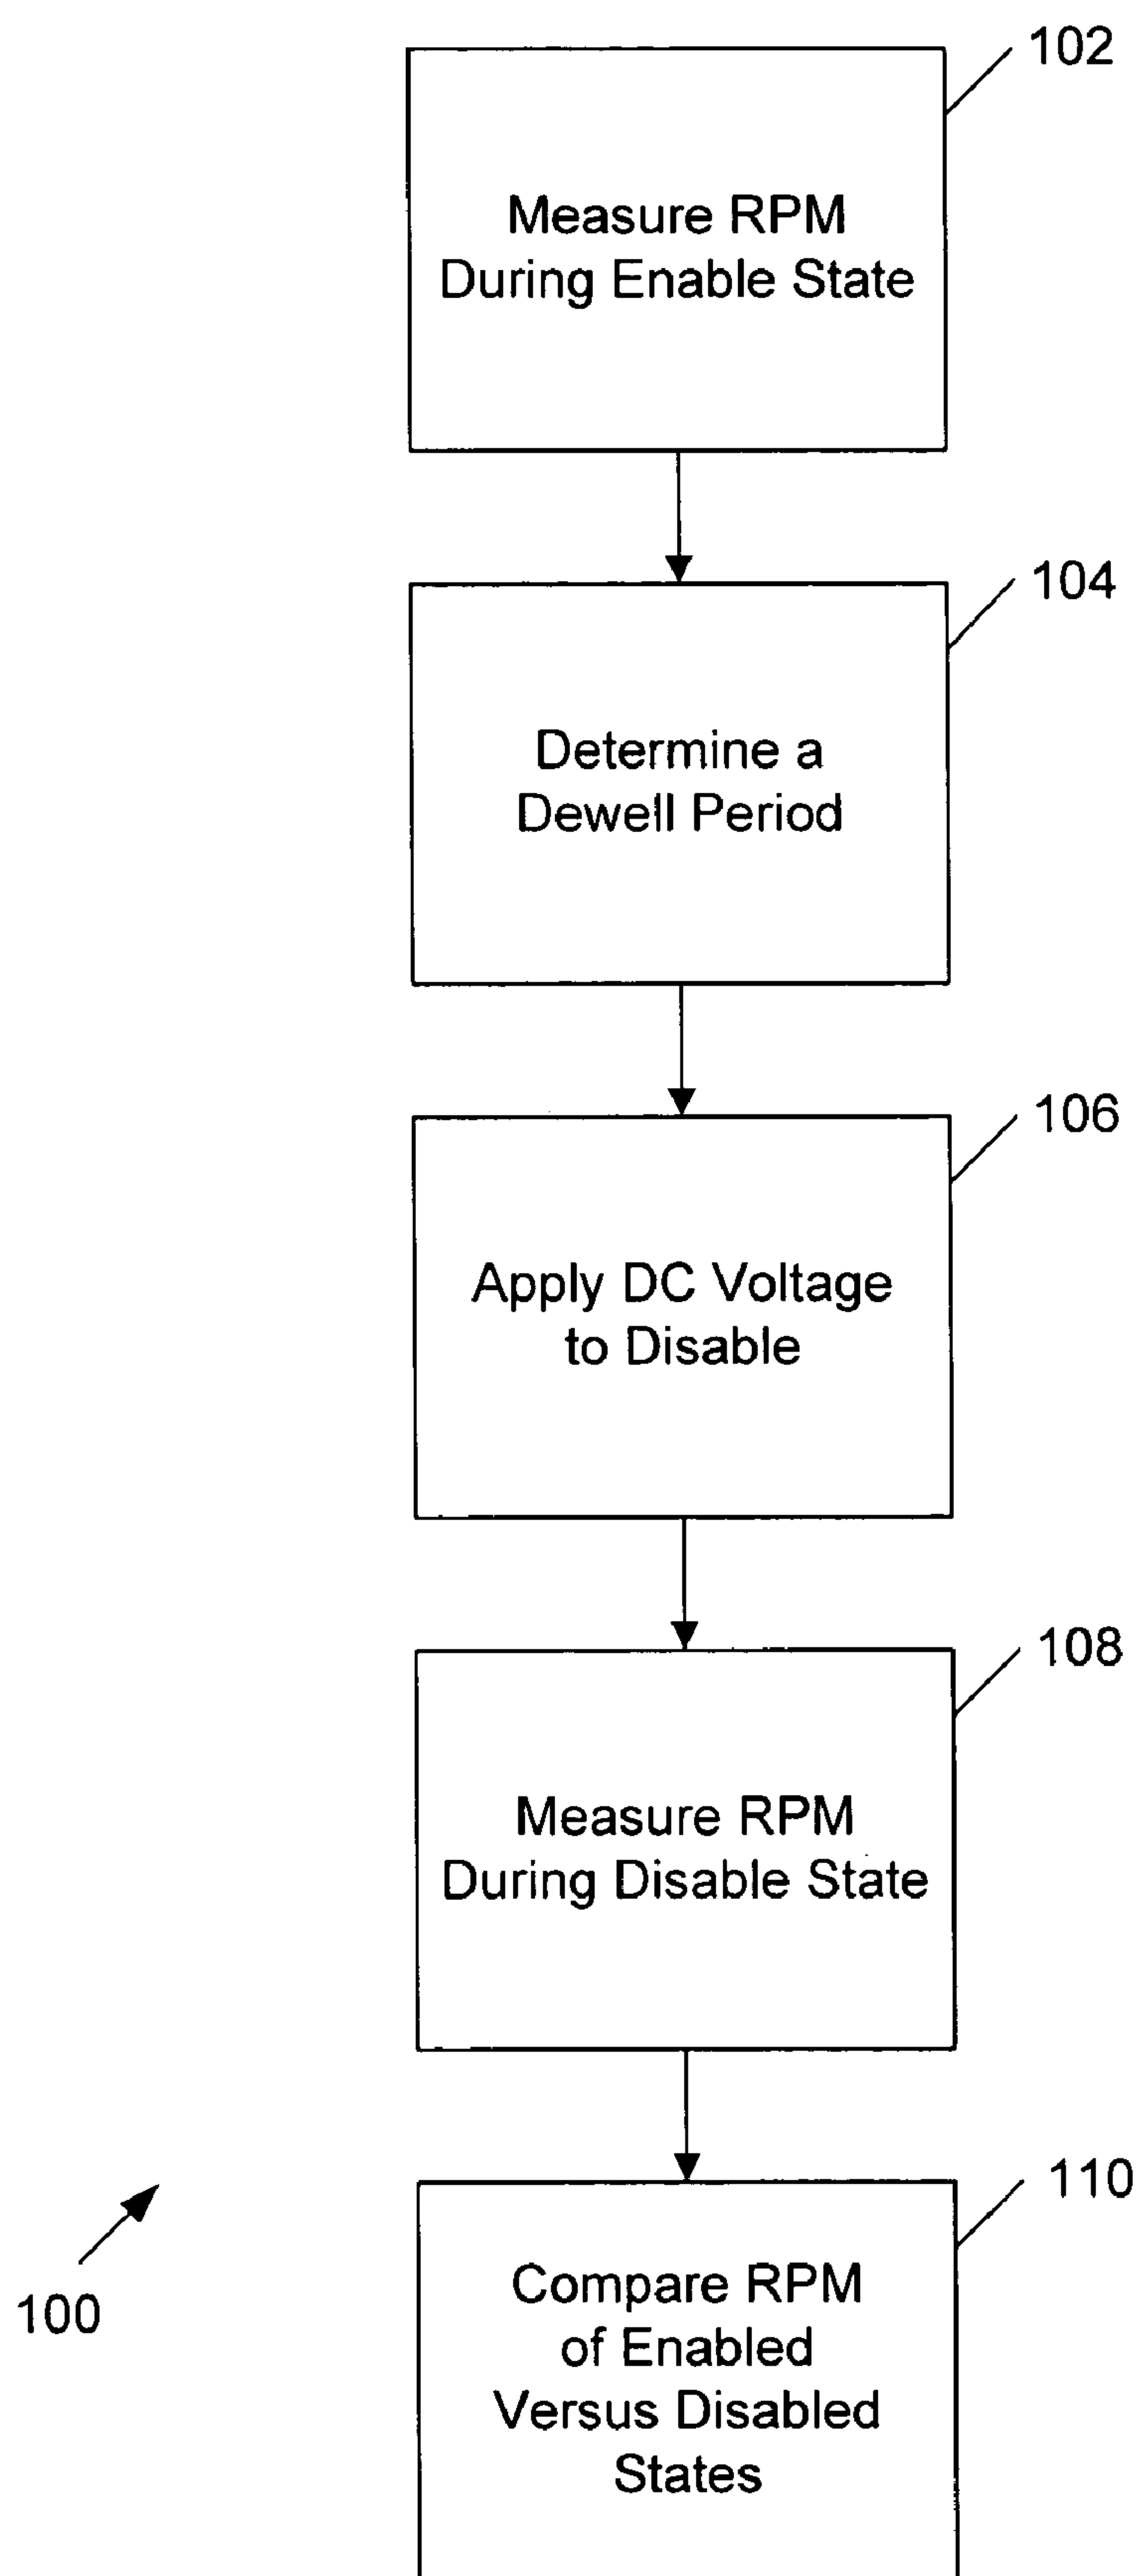 102
Measure RPM
During Enable State
104
Determine a
Dewell Period
106
Apply DC Voltage
to Disable
108
Measure RPM
During Disable State
110
Compare RPM
of Enabled
Versus Disabled
States
100